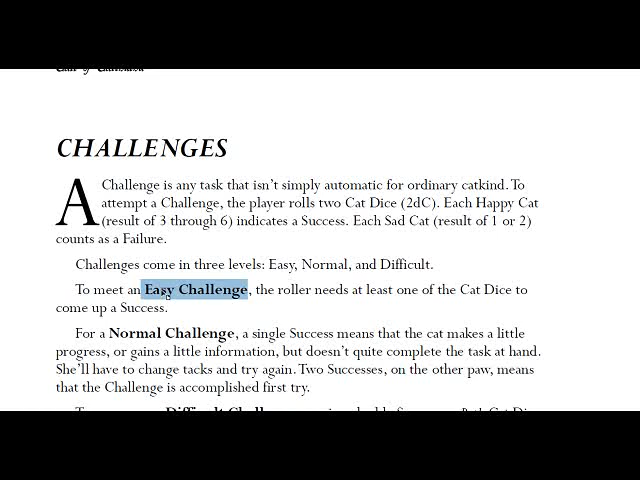 CHALLENGES
A Challenge is any task that isn't simply automatic for ordinary catkind. To
attempt a Challenge, the player rolls two Cat Dice (2dC). Each Happy Cat
(result of 3 through 6) indicates a Success. Each Sad Cat (result of 1 or 2)
counts as a Failure.
Challenges come in three levels: Easy, Normal, and Difficult.
To meet an Easy Challenge, the roller needs at least one of the Cat Dice to
come up a Success.
For a Normal Challenge, a single Success means that the cat makes a little
progress, or gains a little information, but doesn't quite complete the task at hand.
She'll have to change tacks and try again. Two Successes, on the other paw, means
that the Challenge is accomplished first try.